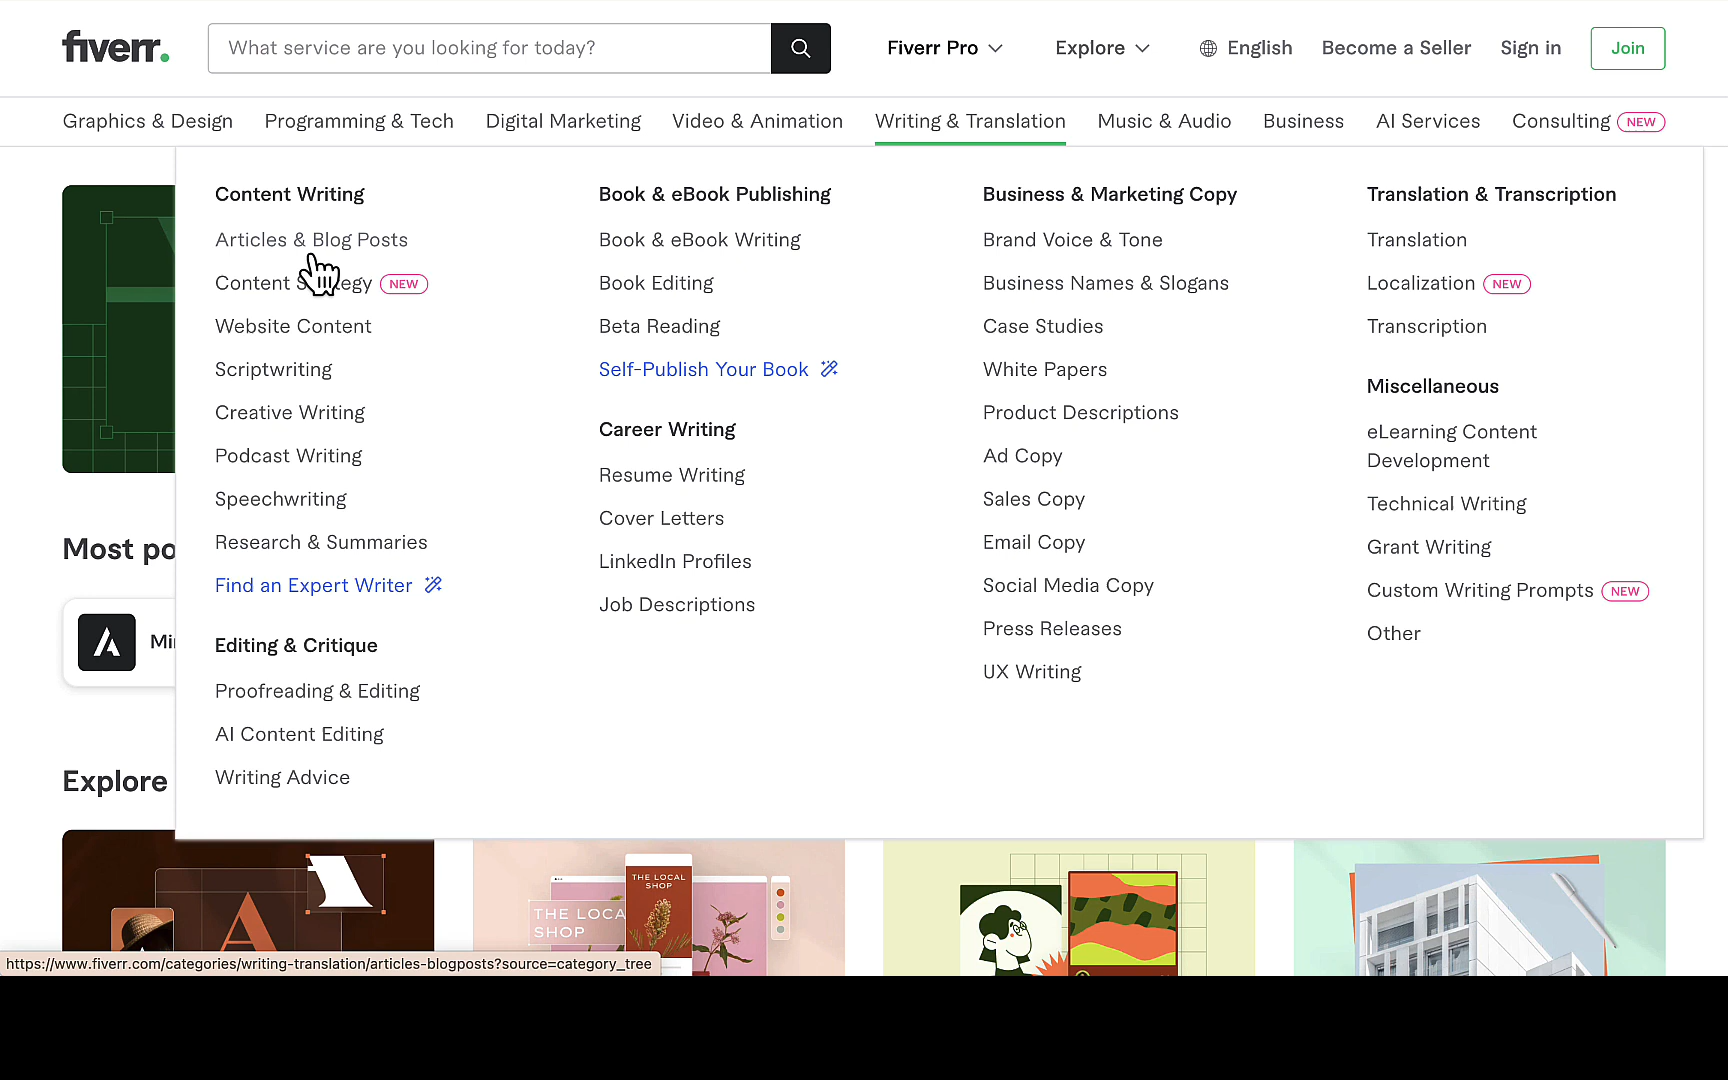 fiverr.
What service are you looking for today?
Fiverr Pro
Explore
English
Become a Seller
Sign in
Join
Graphics & Design
Programming & Tech
Digital Marketing
Video & Animation
Writing & Translation
Music & Audio
Business
AI Services
Consulting NEW
Content Writing
Articles & Blog Posts
Content NEW
Website Content
Scriptwriting
Creative Writing
Podcast Writing
Speechwriting
Research & Summaries
Find an Expert Writer
Editing & Critique
Proofreading & Editing
AI Content Editing
Writing Advice
Book & eBook Publishing
Book & eBook Writing
Book Editing
Beta Reading
Self-Publish Your Book
Career Writing
Resume Writing
Cover Letters
LinkedIn Profiles
Job Descriptions
Business & Marketing Copy
Brand Voice & Tone
Business Names & Slogans
Case Studies
White Papers
Product Descriptions
Ad Copy
Sales Copy
Email Copy
Social Media Copy
Press Releases
UX Writing
Translation & Transcription
Translation
Localization NEW
Transcription
Miscellaneous
eLearning Content
Development
Technical Writing
Grant Writing
Custom Writing Prompts NEW
Other
Most
Explore
A
THE LOCAL
SHOP
THE LOCA
SHOP
https://www.fiverr.com/categories/writing-translation/articles-blogposts?source=category_tree